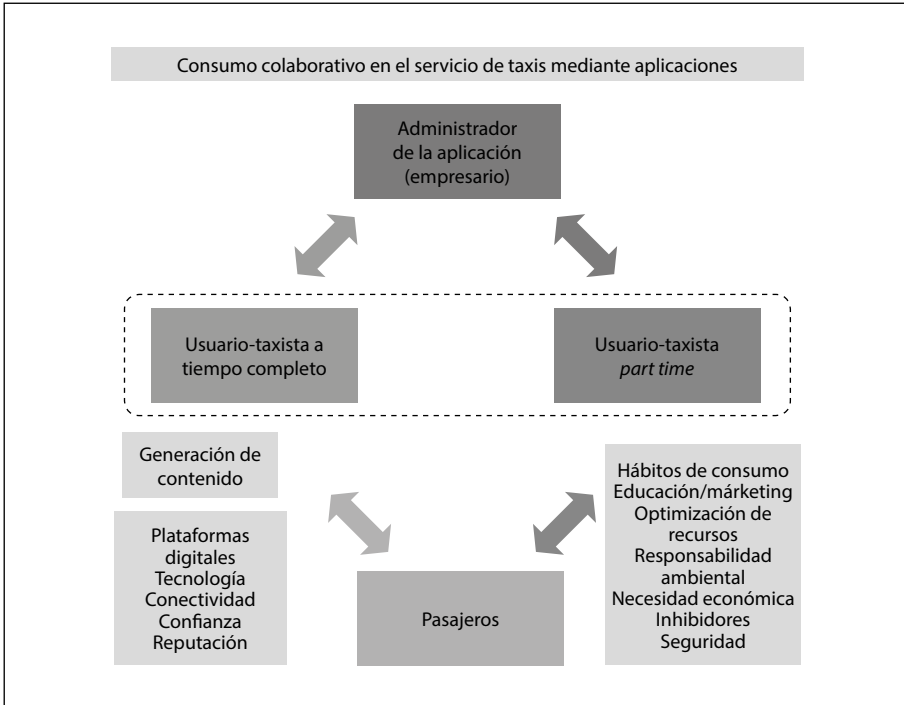 Consumo colaborativo en el servicio de taxis mediante aplicaciones
Administrador
de la aplicación
(empresario)
Usuario-taxista a
tiempo completo
Usuario-taxista
part time
Generación de
contenido
Plataformas
digitales
Tecnología
Conectividad
Confianza
Reputación
Pasajeros
Hábitos de consumo
Educación/márketing
Optimización de
recursos
Responsabilidad
ambiental
Necesidad económica
Inhibidores
Seguridad